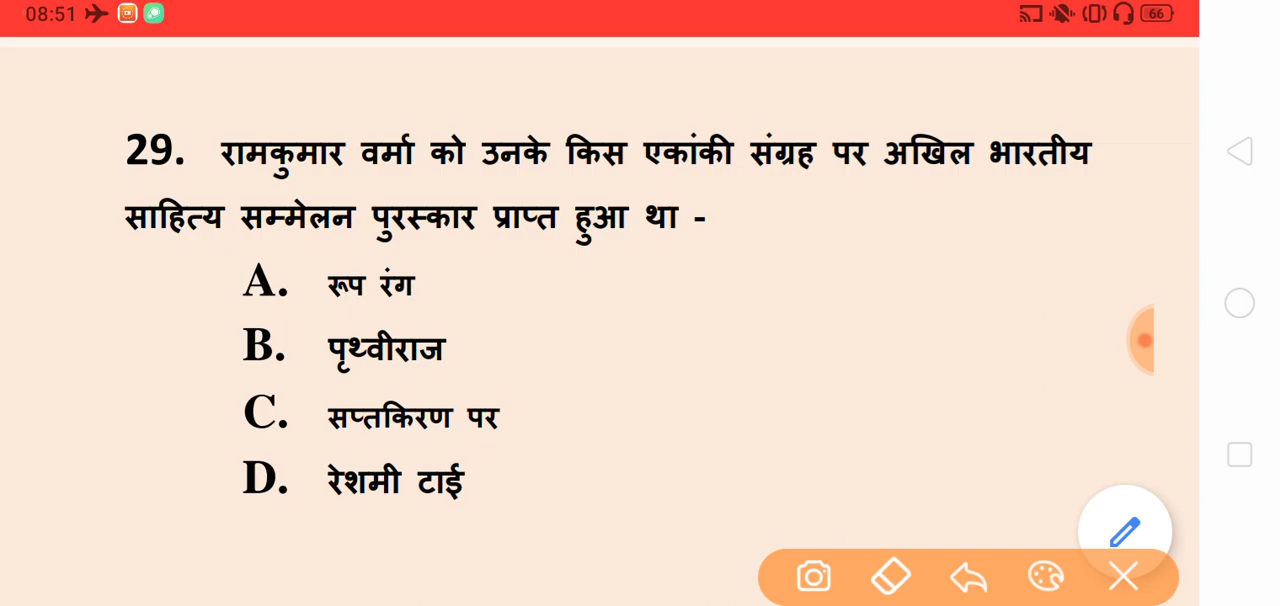 08:51
66
29. रामकुमार वर्मा को उनके किस एकांकी संग्रह पर अखिल भारतीय
साहित्य सम्मेलन पुरस्कार प्राप्त हुआ था -
A. रूप रंग
B. पृथ्वीराज
C. सप्तकिरण पर
D. रेशमी टाई